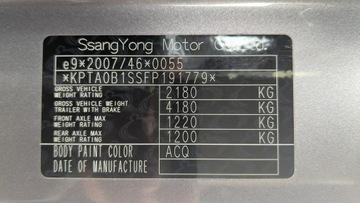 SsangYong Motor
e9*2007/46*0055
*KPTA0B1SSFP191779*
GROSS VEHICLE WEIGHT RATING 2180 KG
GROSS VEHICLE WEIGHT TRAILER WITH BRAKE 4180 KG
FRONT AXLE MAX WEIGHT RATING 1220 KG
REAR AXLE MAX WEIGHT RATING 1200 KG
BODY PAINT COLOR ACQ
DATE OF MANUFACTURE